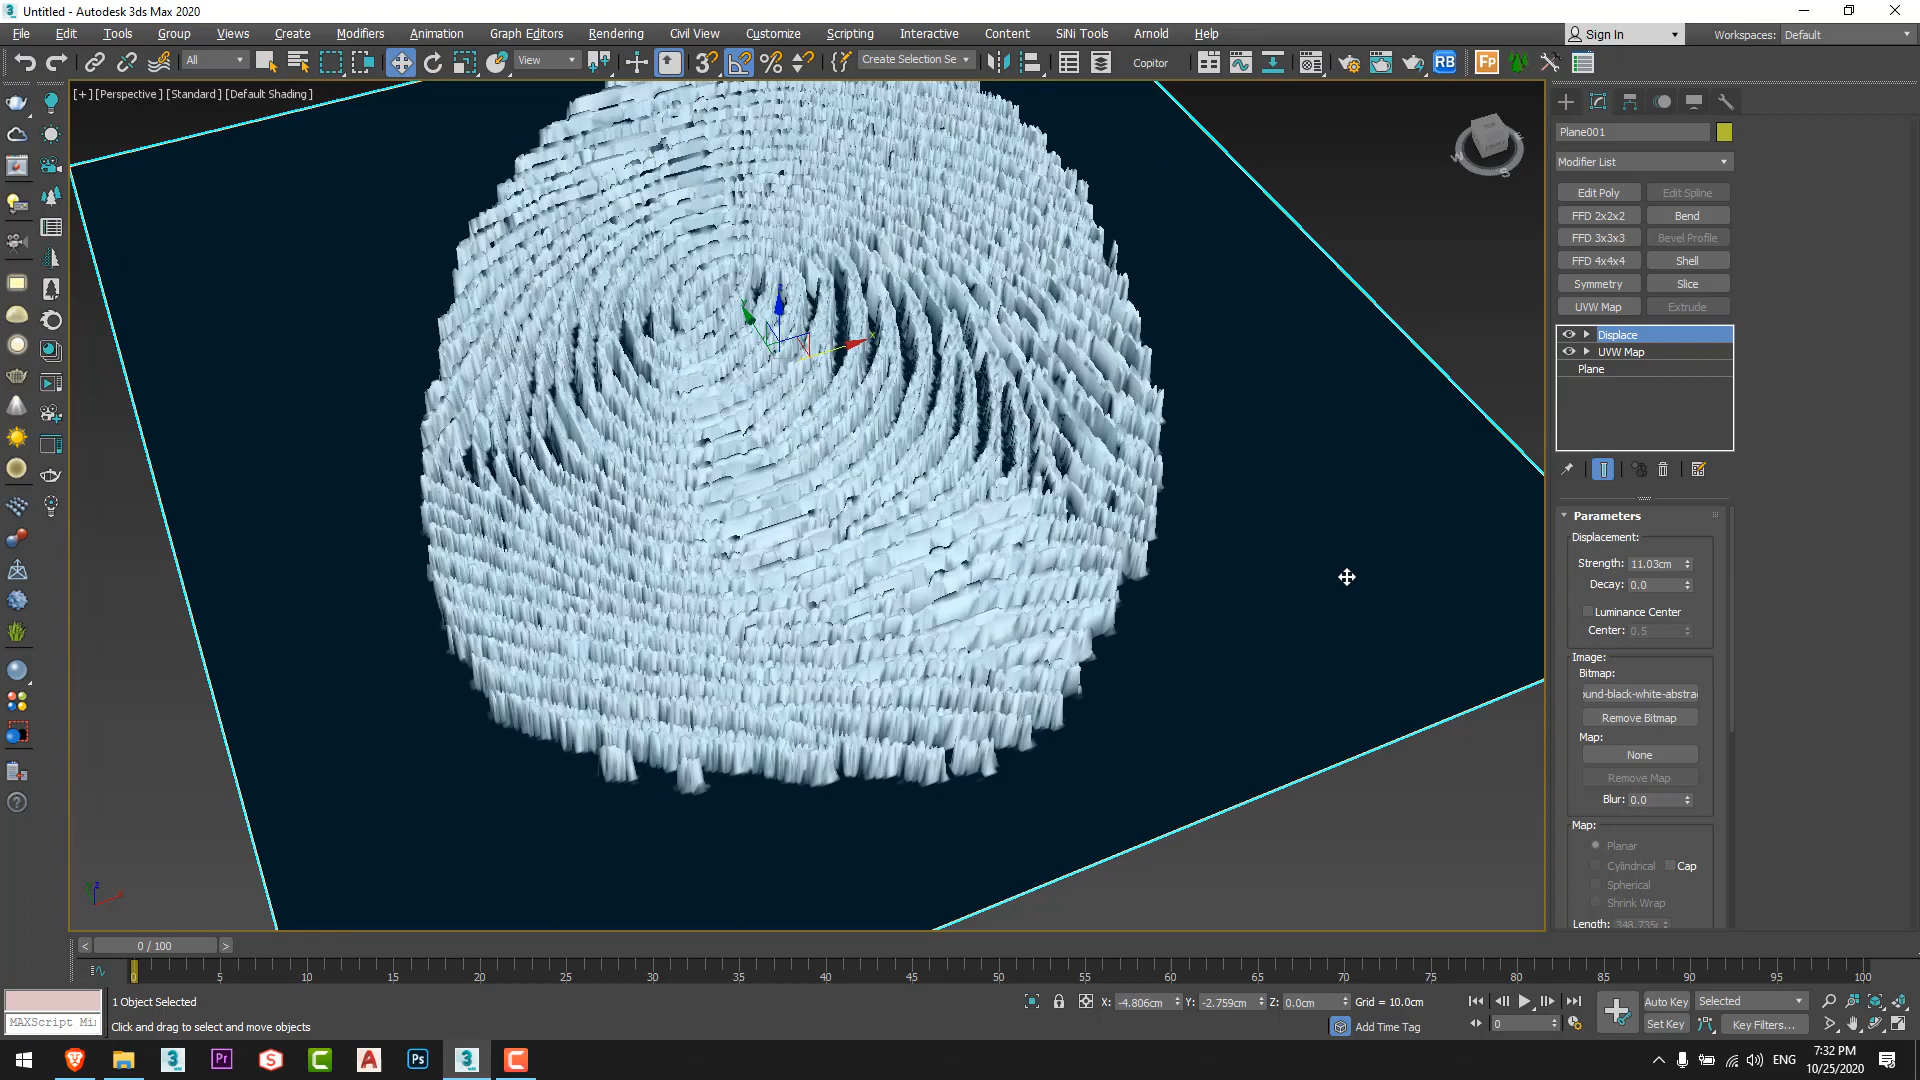 Untitled - Autodesk 3ds Max 2020
File Edit Tools Group Views Create Modifiers Animation Graph Editors Rendering Civil View Customize Scripting Interactive Content SiNi Tools Arnold Help
Sign In
Workspaces: Default
All
View
Create Selection Se
Copitor
RB
FP
[+] [Perspective ] [Standard ] [Default Shading ]
Plane001
Modifier List
Edit Poly Edit Spline
FFD 2x2x2 Bend
FFD 3x3x3 Bevel Profile
FFD 4x4x4 Shell
Symmetry Slice
UVW Map Extrude
Displace
UVW Map
Plane
Parameters
Displacement:
Strength: 11.03cm
Decay: 0.0
Luminance Center
Center: 0.5
Image:
Bitmap:
ound-black-white-abstra
Remove Bitmap
Map:
None
Remove Map
Blur: 0.0
Map:
Planar
Cylindrical Cap
Spherical
Shrink Wrap
Length:
0 / 100
0 5 10 15 20 25 30 35 40 45 50 55 60 65 70 75 80 85 90 95 100
1 Object Selected
X: -4.806cm Y: -2.759cm Z: 0.0cm Grid = 10.0cm
Auto Key Selected
MAXScript Mi
Click and drag to select and move objects
Add Time Tag
0
Set Key Key Filters...
ENG
7:32 PM
10/25/2020